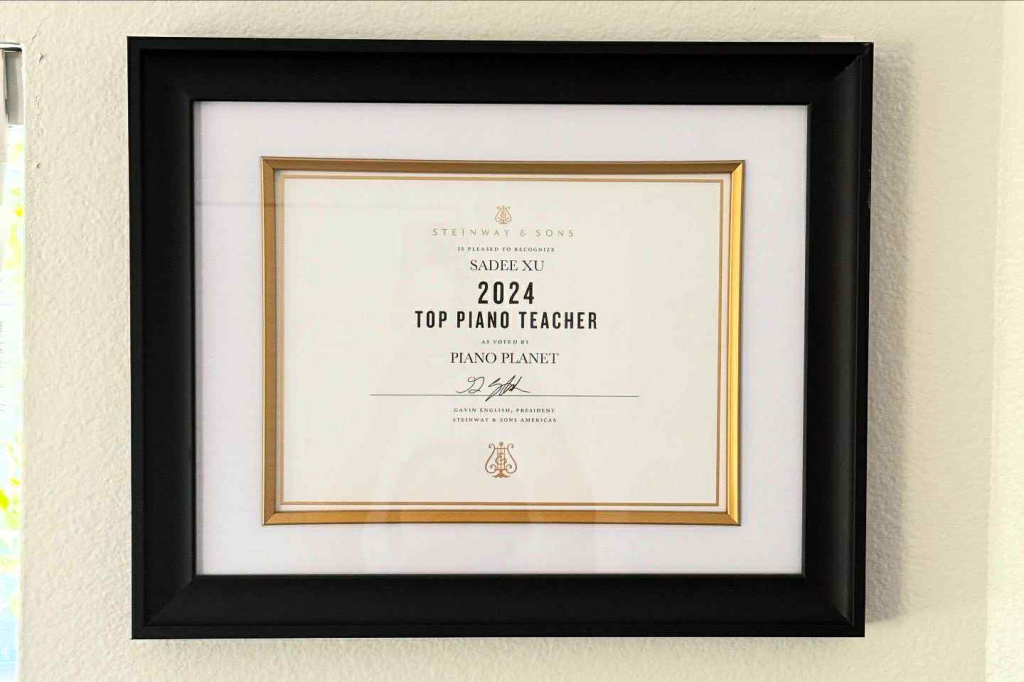 STEINWAY & SONS
IS PLEASED TO RECOGNIZE
SADEE XU
2024
TOP PIANO TEACHER
AS VOTED BY
PIANO PLANET
GAVIN ENGLISH, PRESIDENT
STEINWAY & SONS AMERICAS